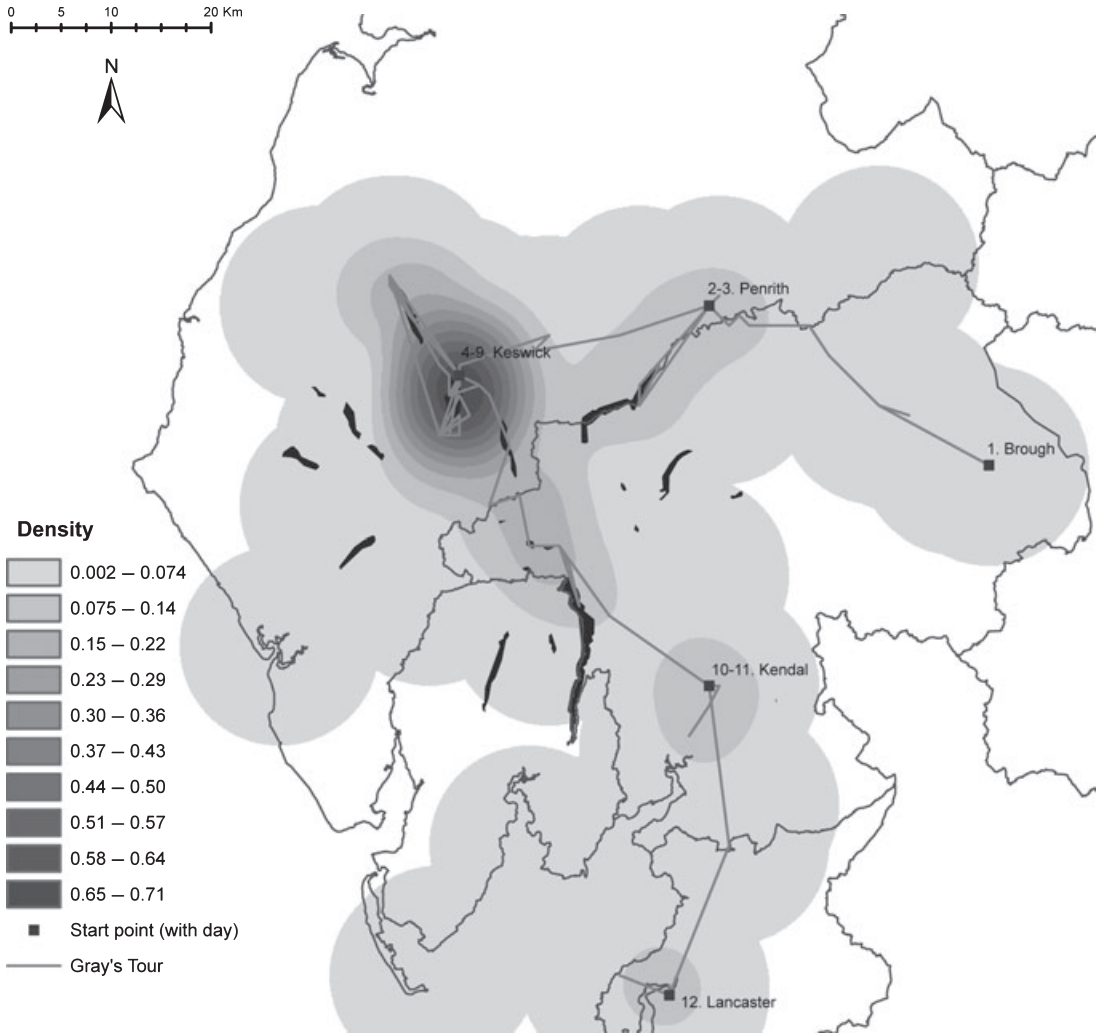 0 5 10 20 Km
N
2-3. Penrith
4-9. Keswick
1. Brough
Density
0.002 – 0.074
0.075 – 0.14
0.15 – 0.22
0.23 – 0.29
0.30 – 0.36
0.37 – 0.43
0.44 – 0.50
0.51 – 0.57
0.58 – 0.64
0.65 – 0.71
Start point (with day)
Gray's Tour
10-11. Kendal
12. Lancaster